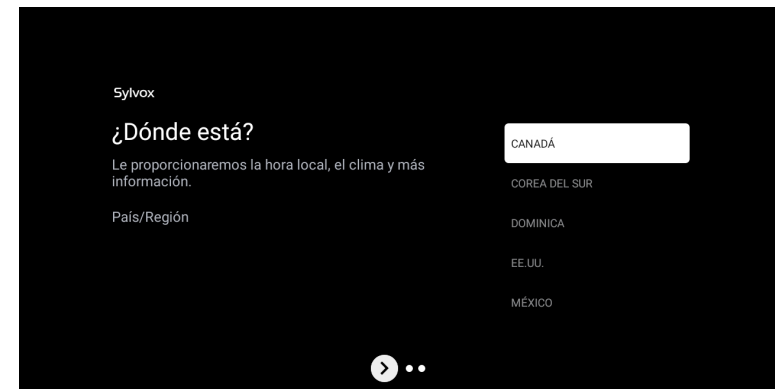 Sylvox
¿Dónde está?
Le proporcionaremos la hora local, el clima y más
información.
País/Región
CANADÁ
COREA DEL SUR
DOMINICA
EE.UU.
MÉXICO